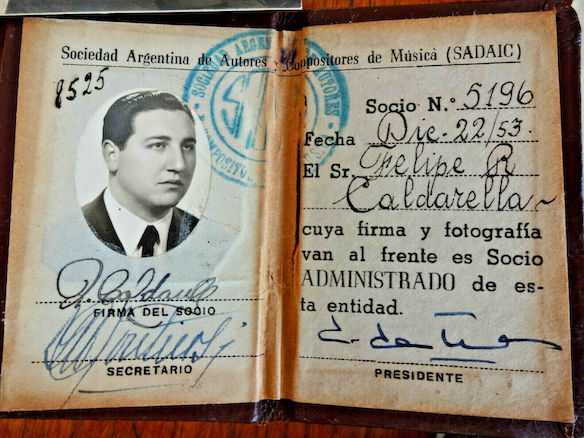 Sociedad Argentina de Autores y Compositores de Música (SADAIC)
8525
Socio N.º 5196
Fecha Dic. 22/53.
El Sr. Felipe R
Caldarella
cuya firma y fotografía
van al frente es Socio
ADMINISTRADO de es-
ta entidad.
FIRMA DEL SOCIO
SECRETARIO
PRESIDENTE